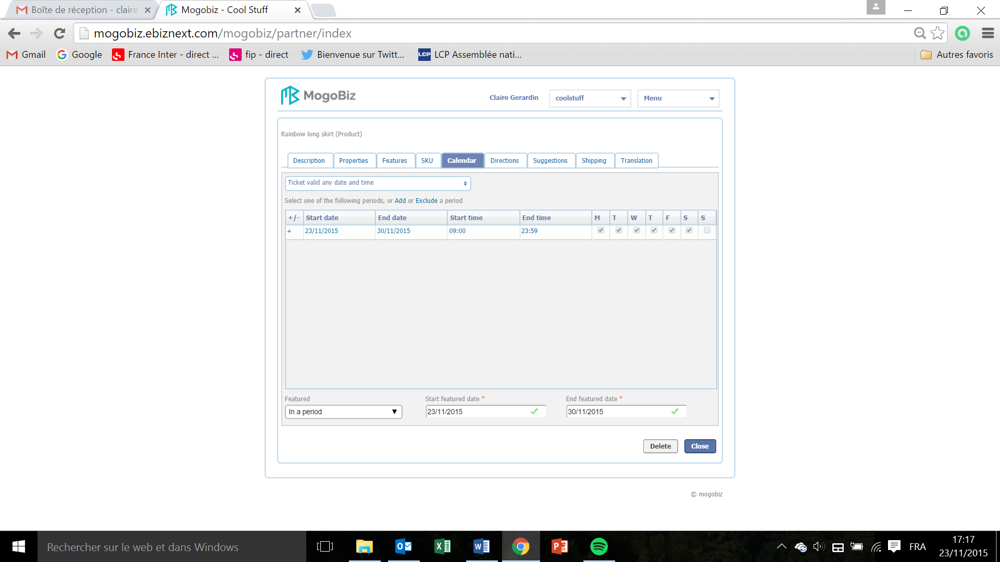 Boîte de réception - claire
Mogobiz - Cool Stuff
mogobiz.ebiznext.com/mogobiz/partner/index
Gmail
Google
France Inter - direct ...
fip - direct
Bienvenue sur Twitt...
LCP
LCP Assemblée nati...
Autres favoris
MogoBiz
Claire Gerardin
coolstuff
Menu
Rainbow long skirt (Product)
Description Properties Features SKU Calendar Directions Suggestions Shipping Translation
Ticket valid any date and time
Select one of the following periods, or Add or Exclude a period
+/- Start date End date Start time End time M T W T F S S
+ 23/11/2015 30/11/2015 09:00 23:59
Featured Start featured date * End featured date *
In a period 23/11/2015 30/11/2015
Delete Close
© mogobiz
Rechercher sur le web et dans Windows
FRA
17:17
23/11/2015